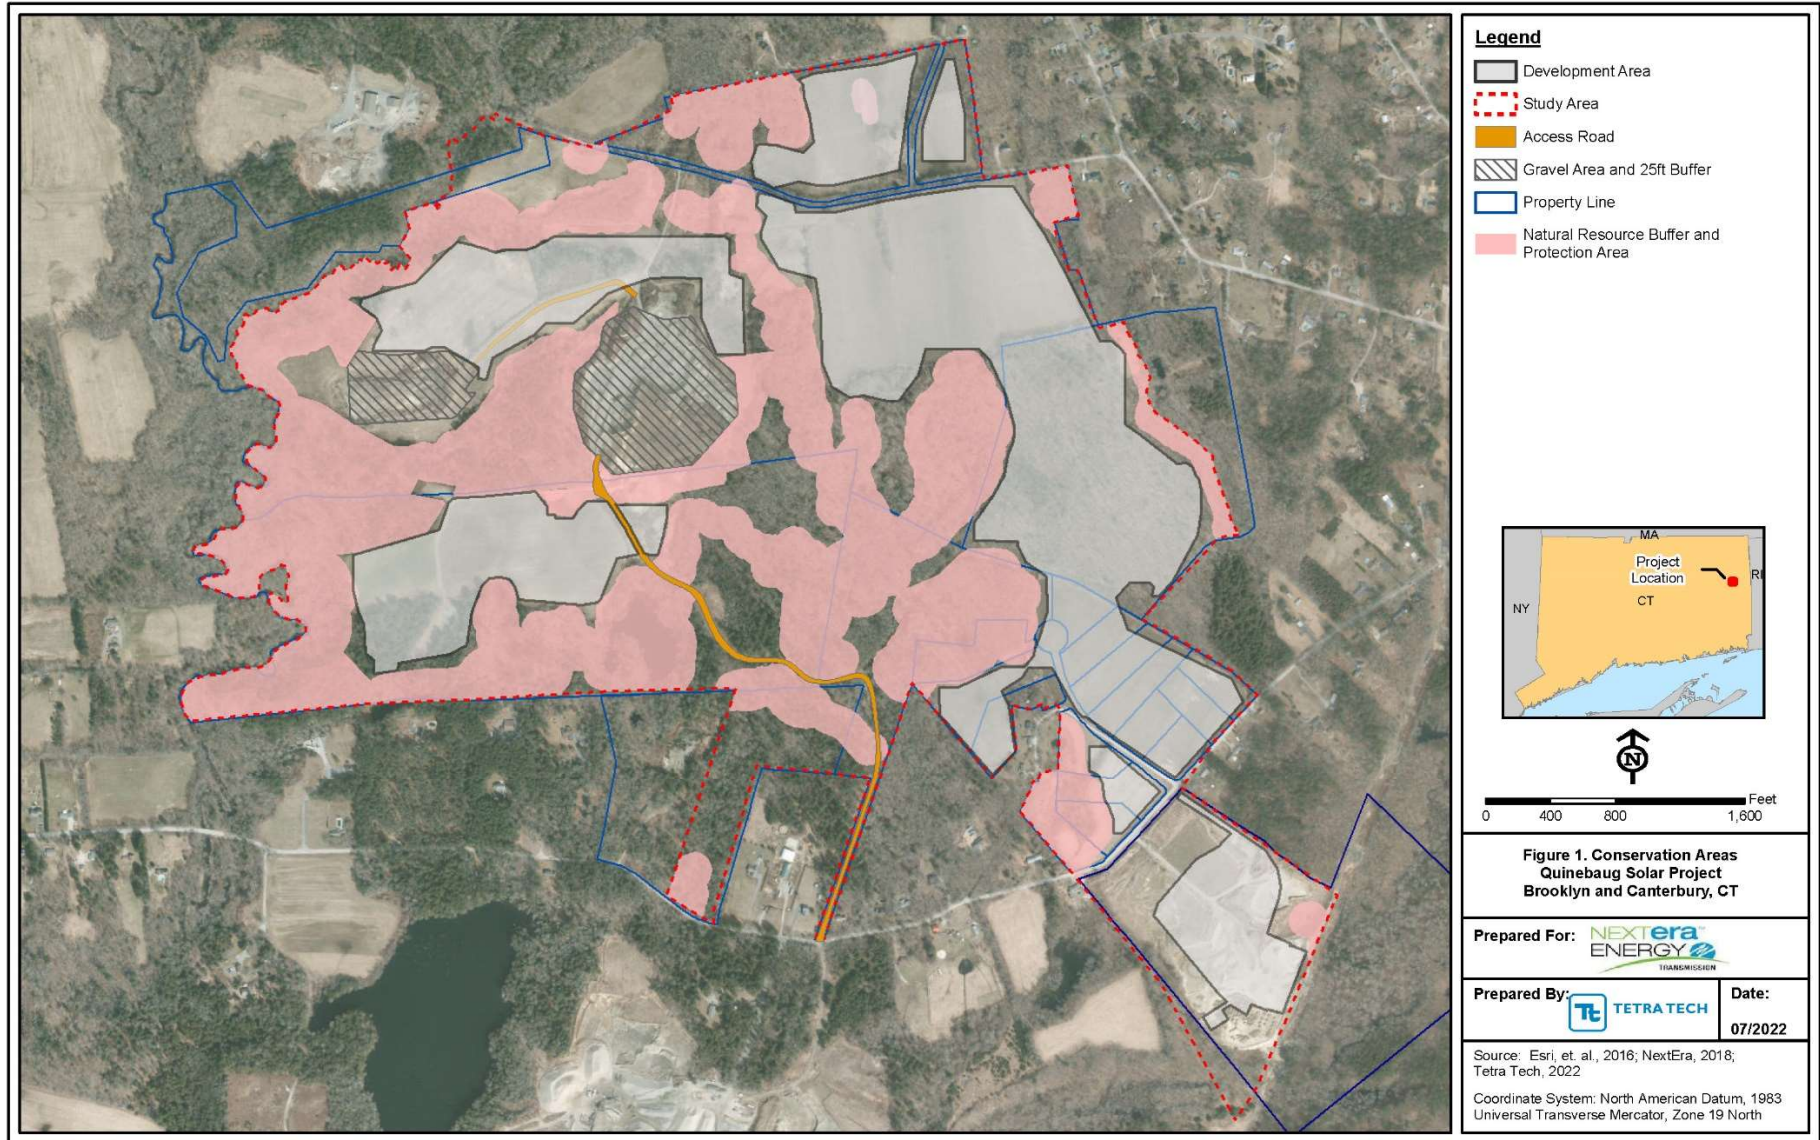 Legend
Development Area
Study Area
Access Road
Gravel Area and 25ft Buffer
Property Line
Natural Resource Buffer and
Protection Area
MA
Project
Location
RI
CT
NY
N
Feet
0 400 800 1,600
Figure 1. Conservation Areas
Quinebaug Solar Project
Brooklyn and Canterbury, CT
Prepared For:
NEXTera™
ENERGY
TRANSMISSION
Prepared By:
Tt TETRA TECH
Date:
07/2022
Source: Esri, et. al., 2016; NextEra, 2018;
Tetra Tech, 2022
Coordinate System: North American Datum, 1983
Universal Transverse Mercator, Zone 19 North